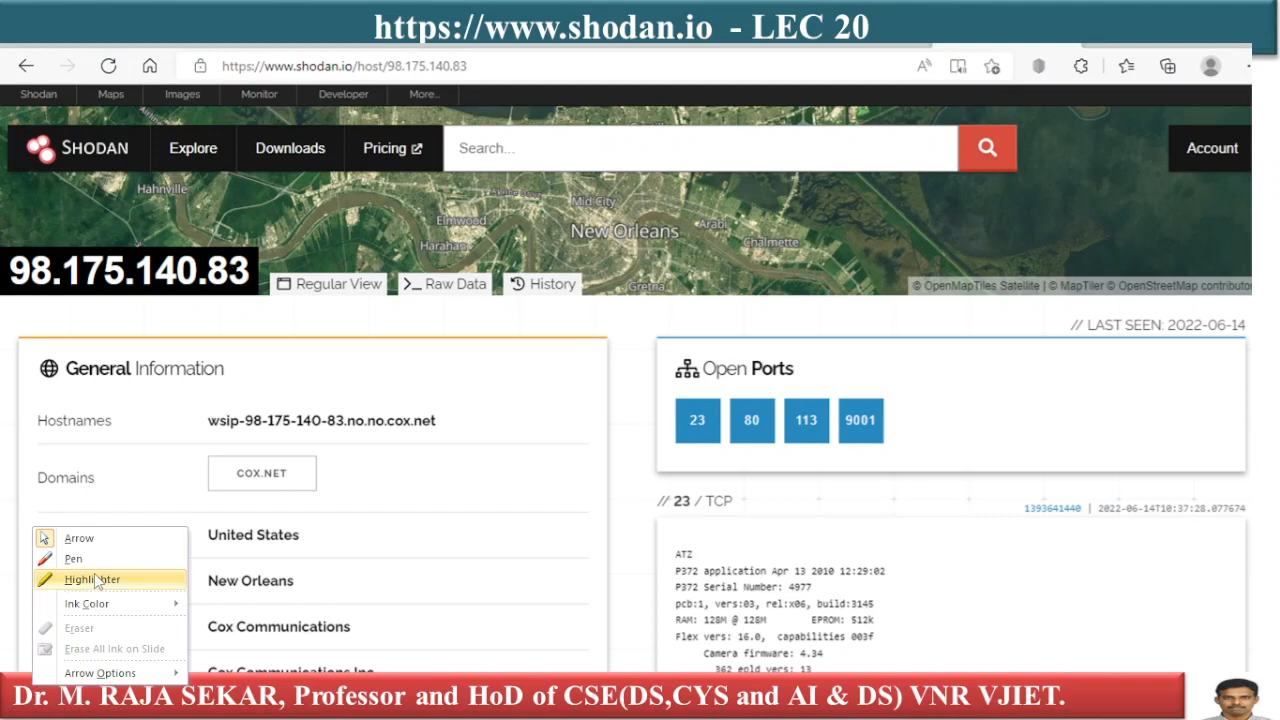 https://www.shodan.io - LEC 20
https://www.shodan.io/host/98.175.140.83
Shodan Maps Images Monitor Developer More...
SHODAN Explore Downloads Pricing Search... Account
Hahnville
Mid City
Elmwood
New Orleans
Arabi
Harahan
Chalmette
Gretna
98.175.140.83
Regular View Raw Data History
© OpenMapTiles Satellite | © MapTiler © OpenStreetMap contributo
// LAST SEEN: 2022-06-14
General Information
Hostnames wsip-98-175-140-83.no.no.cox.net
Domains COX.NET
United States
New Orleans
Cox Communications
Cox Communications Inc.
Arrow
Pen
Highlighter
Ink Color
Eraser
Erase All Ink on Slide
Arrow Options
Open Ports
23 80 113 9001
// 23 / TCP
1393641440 | 2022-06-14T10:37:28.077674
ATZ
P372 application Apr 13 2010 12:29:02
P372 Serial Number: 4977
pcb:1, vers:03, rel:x06, build:3145
RAM: 128M @ 128M EPROM: 512k
Flex vers: 16.0, capabilities 003f
Camera firmware: 4.34
362 epld vers: 13
Dr. M. RAJA SEKAR, Professor and HoD of CSE(DS,CYS and AI & DS) VNR VJIET.